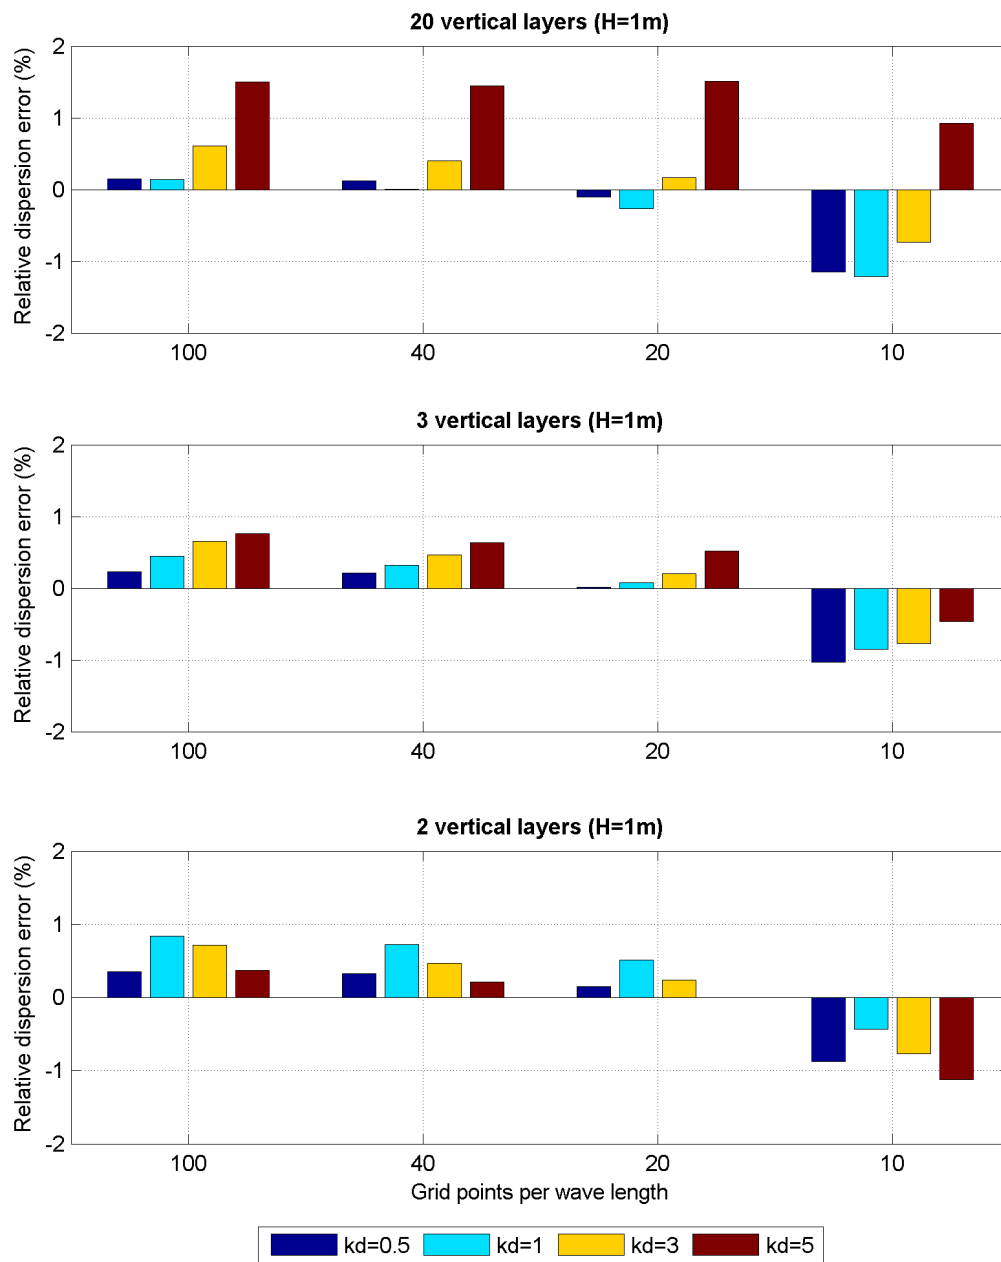 20 vertical layers (H=1m)
Relative dispersion error (%)
2
1
0
-1
-2
100 40 20 10
3 vertical layers (H=1m)
Relative dispersion error (%)
2
1
0
-1
-2
100 40 20 10
2 vertical layers (H=1m)
Relative dispersion error (%)
2
1
0
-1
-2
100 40 20 10
Grid points per wave length
kd=0.5 kd=1 kd=3 kd=5